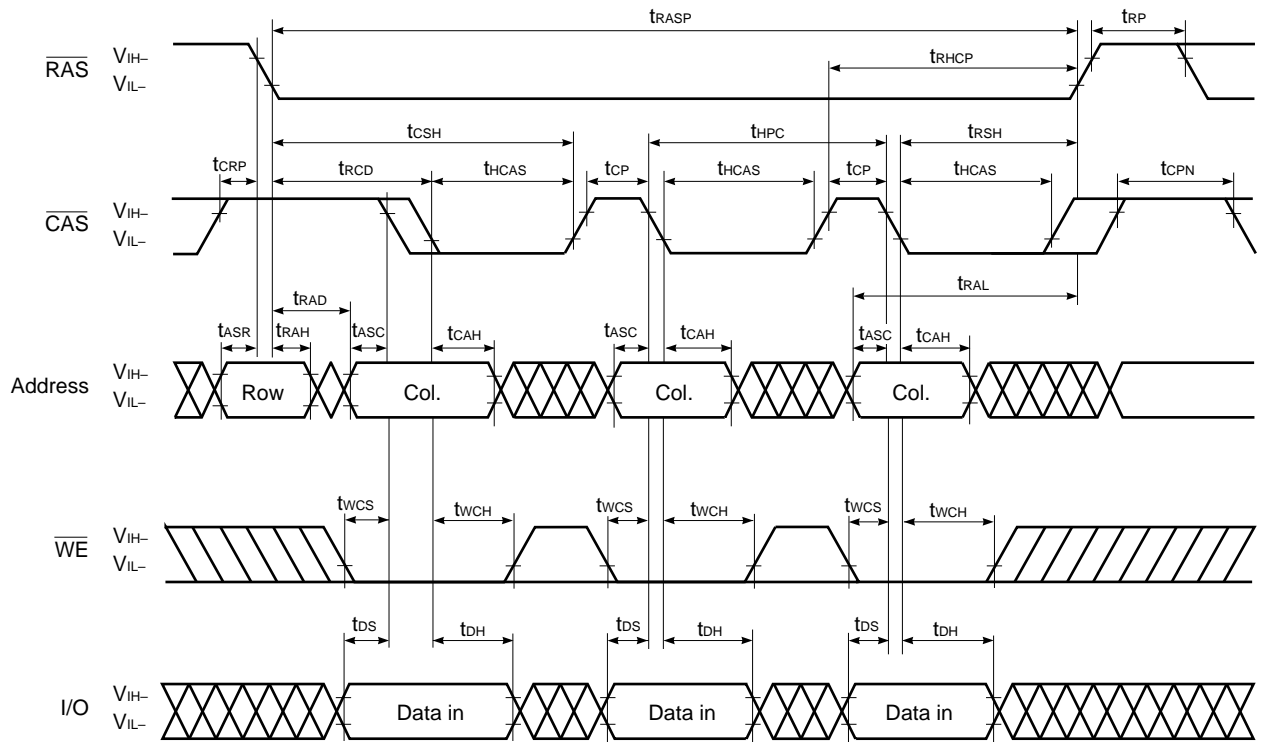 tRASP
tRP
RAS
VIH–
VIL–
tRHCP
tCSH
tHPC
tRSH
tCRP
tRCD
tHCAS
tCP
tHCAS
tCP
tHCAS
tCPN
CAS
VIH–
VIL–
tRAD
tRAL
tASR
tRAH
tASC
tCAH
tASC
tCAH
tASC
tCAH
Address
VIH–
VIL–
Row
Col.
Col.
Col.
tWCS
tWCH
tWCS
tWCH
tWCS
tWCH
WE
VIH–
VIL–
tDS
tDH
tDS
tDH
tDS
tDH
I/O
VIH–
VIL–
Data in
Data in
Data in